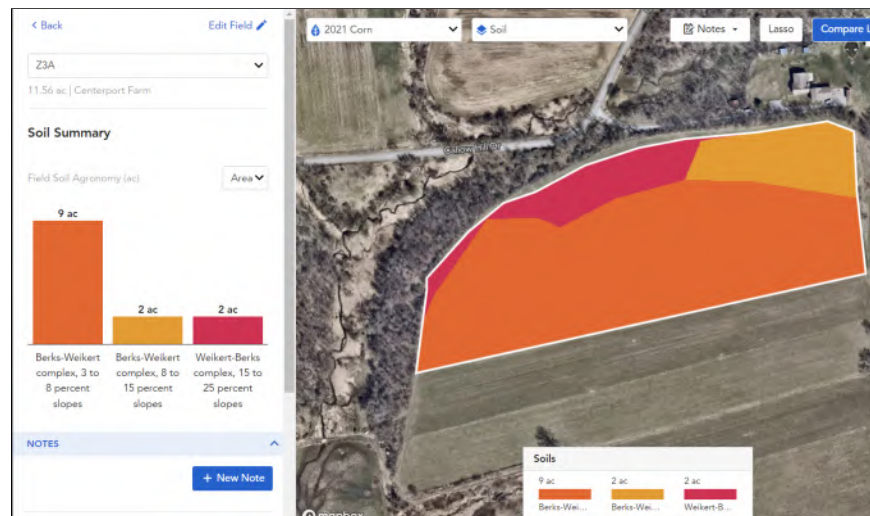 < Back
Edit Field
Z3A
11.56 ac | Centerport Farm
Soil Summary
Field Soil Agronomy (ac)
Area
9 ac
2 ac
2 ac
Berks-Weikert
complex, 3 to
8 percent
slopes
Berks-Weikert
complex, 8 to
15 percent
slopes
Weikert-Berks
complex, 15 to
25 percent
slopes
NOTES
+ New Note
2021 Corn
Soil
Notes
Lasso
Compare L
Soils
9 ac
2 ac
2 ac
Berks-Wei...
Berks-Wei...
Weikert-B...
mapbox